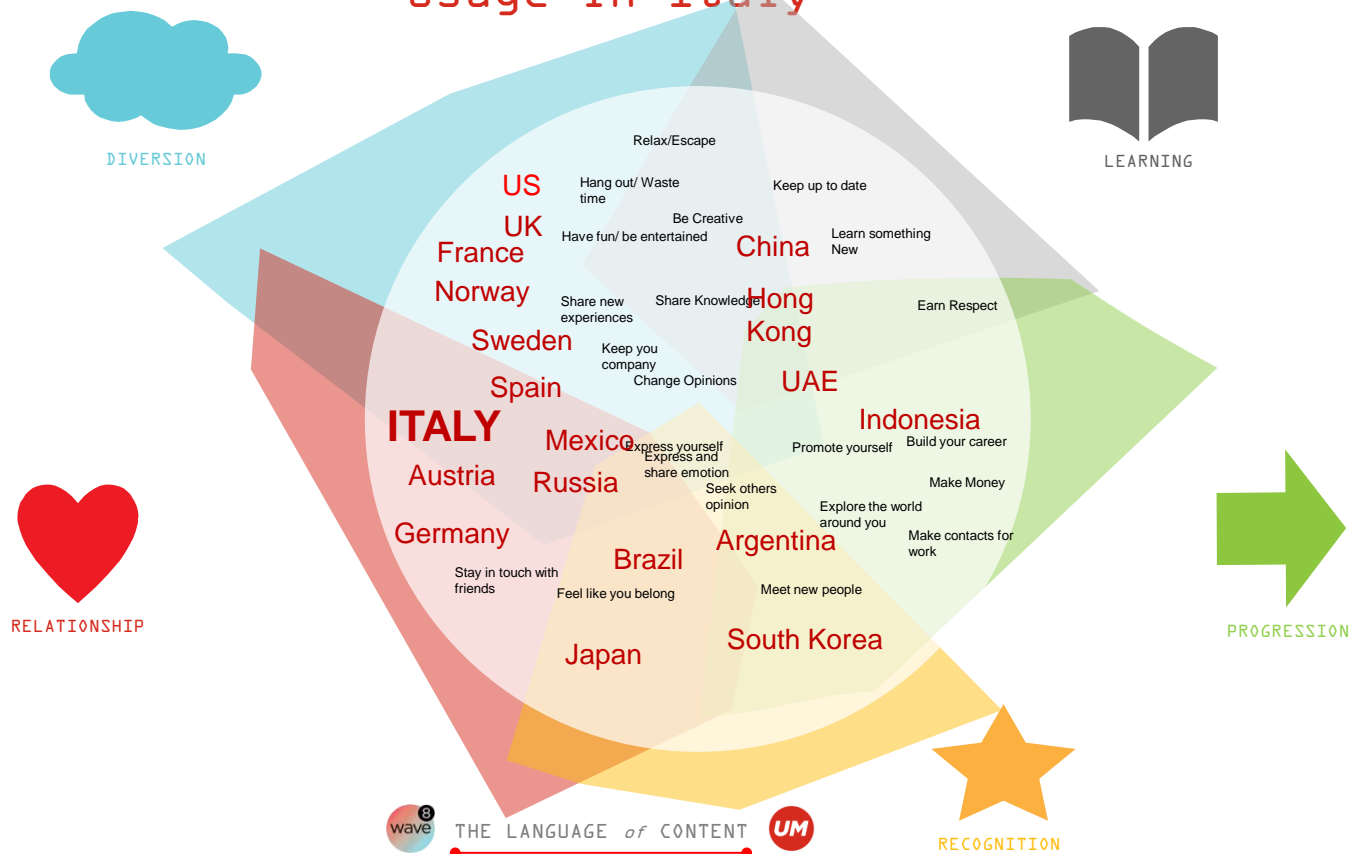 Usage in Italy
DIVERSION
LEARNING
Relax/Escape
US
Hang out/ Waste
time
Keep up to date
UK
Be Creative
Have fun/ be entertained
France
China
Learn something
New
Norway
Share new
experiences
Share Knowledge
Hong
Kong
Earn Respect
Sweden
Keep you
company
Change Opinions
Spain
UAE
ITALY
Indonesia
Mexico
Express yourself
Express and
share emotion
Promote yourself
Build your career
Austria
Russia
Seek others
opinion
Make Money
Explore the world
around you
Germany
Argentina
Make contacts for
work
Brazil
Stay in touch with
friends
Feel like you belong
Meet new people
RELATIONSHIP
PROGRESSION
Japan
South Korea
wave
8
THE LANGUAGE of CONTENT
UM
RECOGNITION